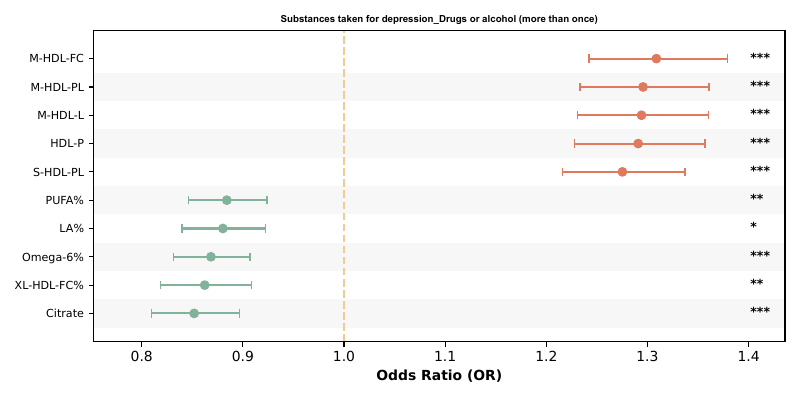 Substances taken for depression_Drugs or alcohol (more than once)
M-HDL-FC ***
M-HDL-PL ***
M-HDL-L ***
HDL-P ***
S-HDL-PL ***
PUFA% **
LA% *
Omega-6% ***
XL-HDL-FC% **
Citrate ***
0.8 0.9 1.0 1.1 1.2 1.3 1.4
Odds Ratio (OR)